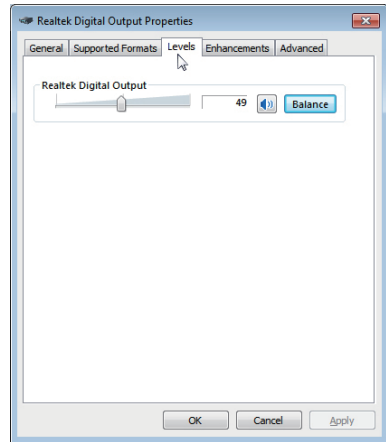 Realtek Digital Output Properties
General Supported Formats Levels Enhancements Advanced
Realtek Digital Output
49 Balance
OK Cancel Apply